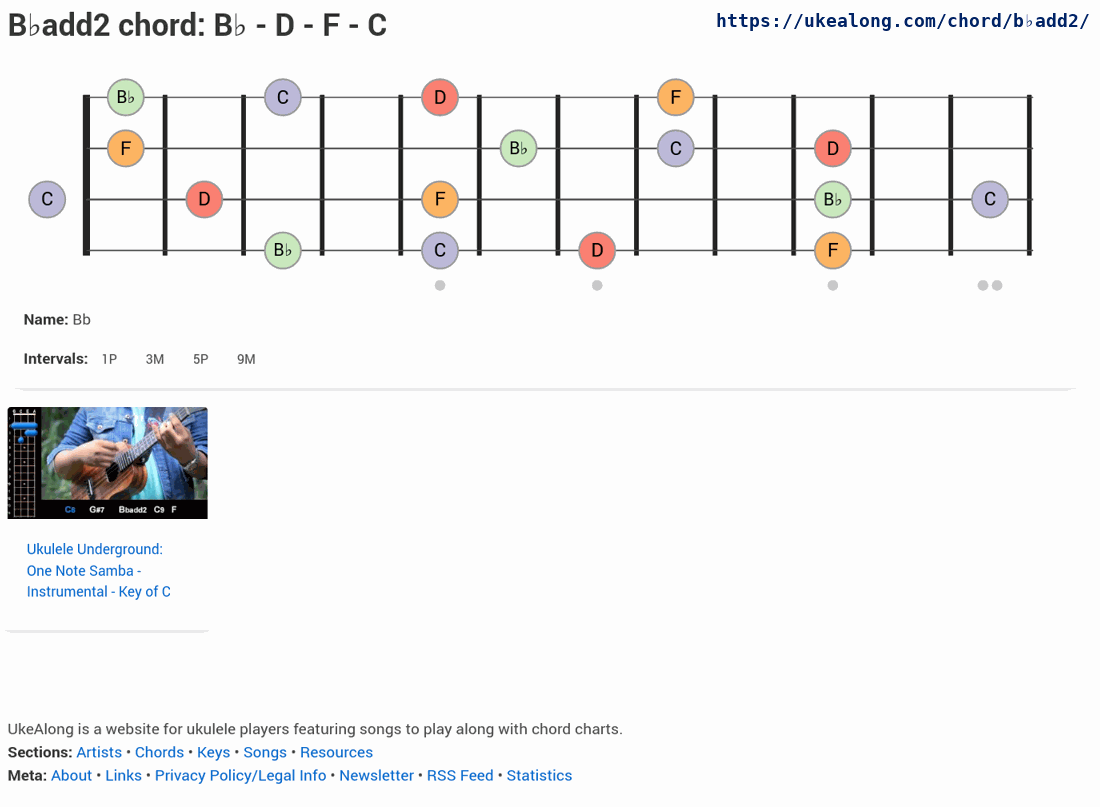 B♭add2 chord: B♭ - D - F - C
https://ukealong.com/chord/b♭add2/
B♭ C D F
F B♭ C D
C D F B♭ C
B♭ C D F
Name: Bb
Intervals: 1P 3M 5P 9M
C6 G#7 Bbadd2 C9 F
Ukulele Underground:
One Note Samba -
Instrumental - Key of C
UkeAlong is a website for ukulele players featuring songs to play along with chord charts.
Sections: Artists • Chords • Keys • Songs • Resources
Meta: About • Links • Privacy Policy/Legal Info • Newsletter • RSS Feed • Statistics